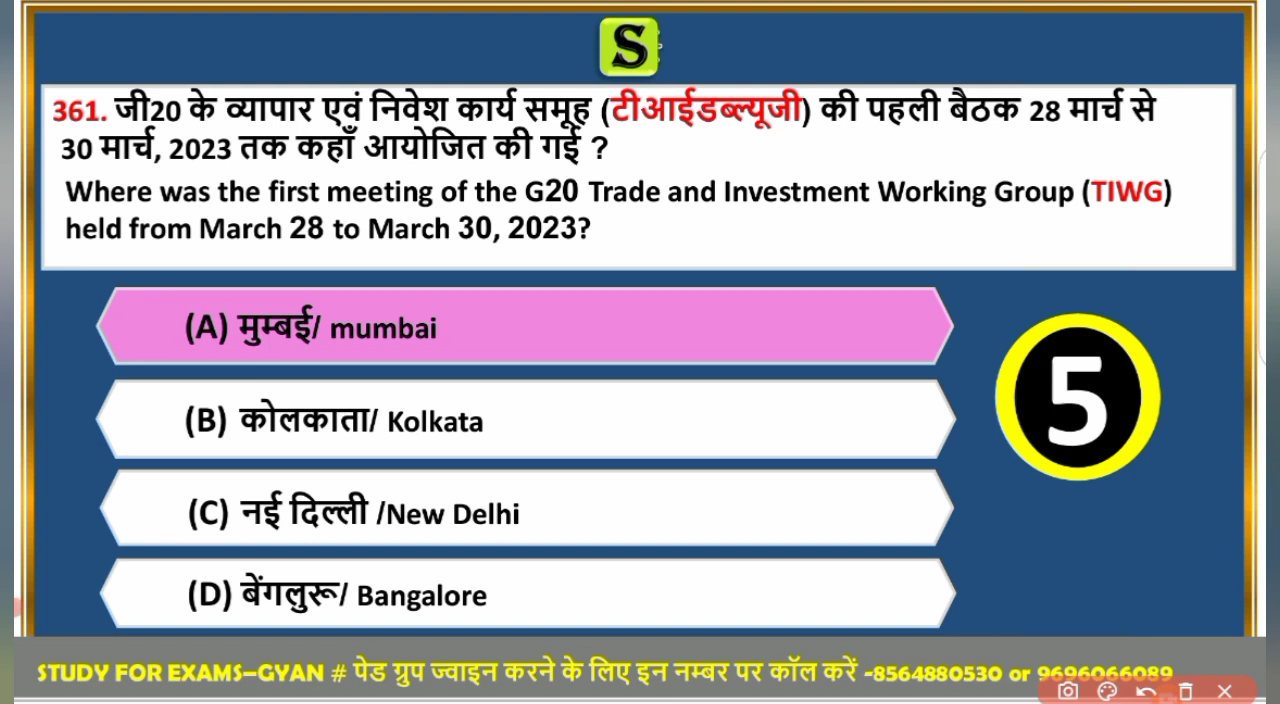 S
361. जी20 के व्यापार एवं निवेश कार्य समूह (टीआईडब्ल्यूजी) की पहली बैठक 28 मार्च से
30 मार्च, 2023 तक कहाँ आयोजित की गई ?
Where was the first meeting of the G20 Trade and Investment Working Group (TIWG)
held from March 28 to March 30, 2023?
(A) मुम्बई/ mumbai
(B) कोलकाता/ Kolkata
(C) नई दिल्ली /New Delhi
(D) बेंगलुरू/ Bangalore
5
STUDY FOR EXAMS–GYAN # पेड ग्रुप ज्वाइन करने के लिए इन नम्बर पर कॉल करें -8564880530 or 9696066089